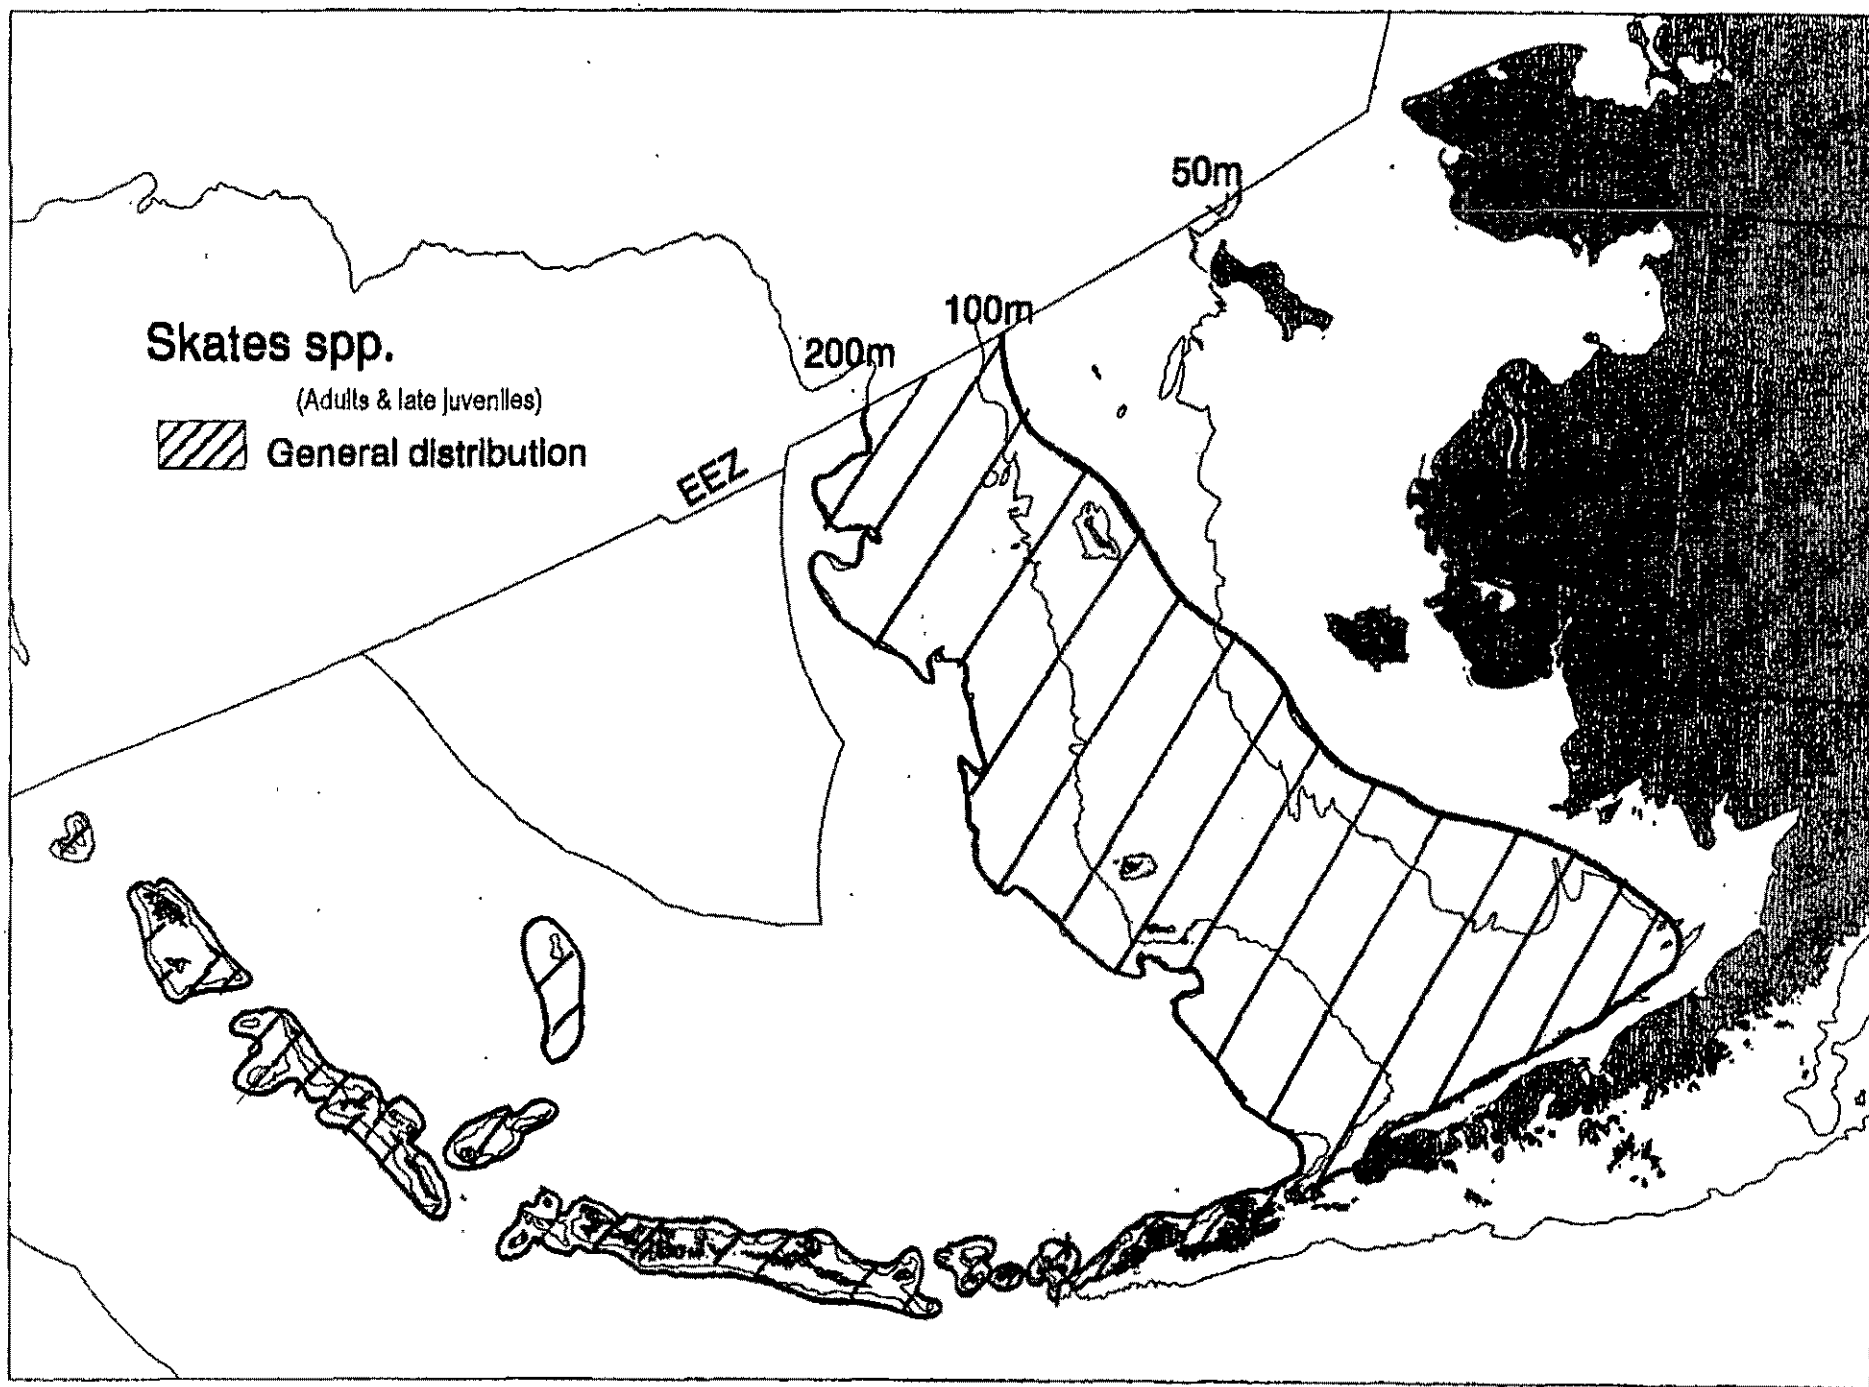 50m
100m
200m
Skates spp.
(Adults & late juveniles)
General distribution
EEZ